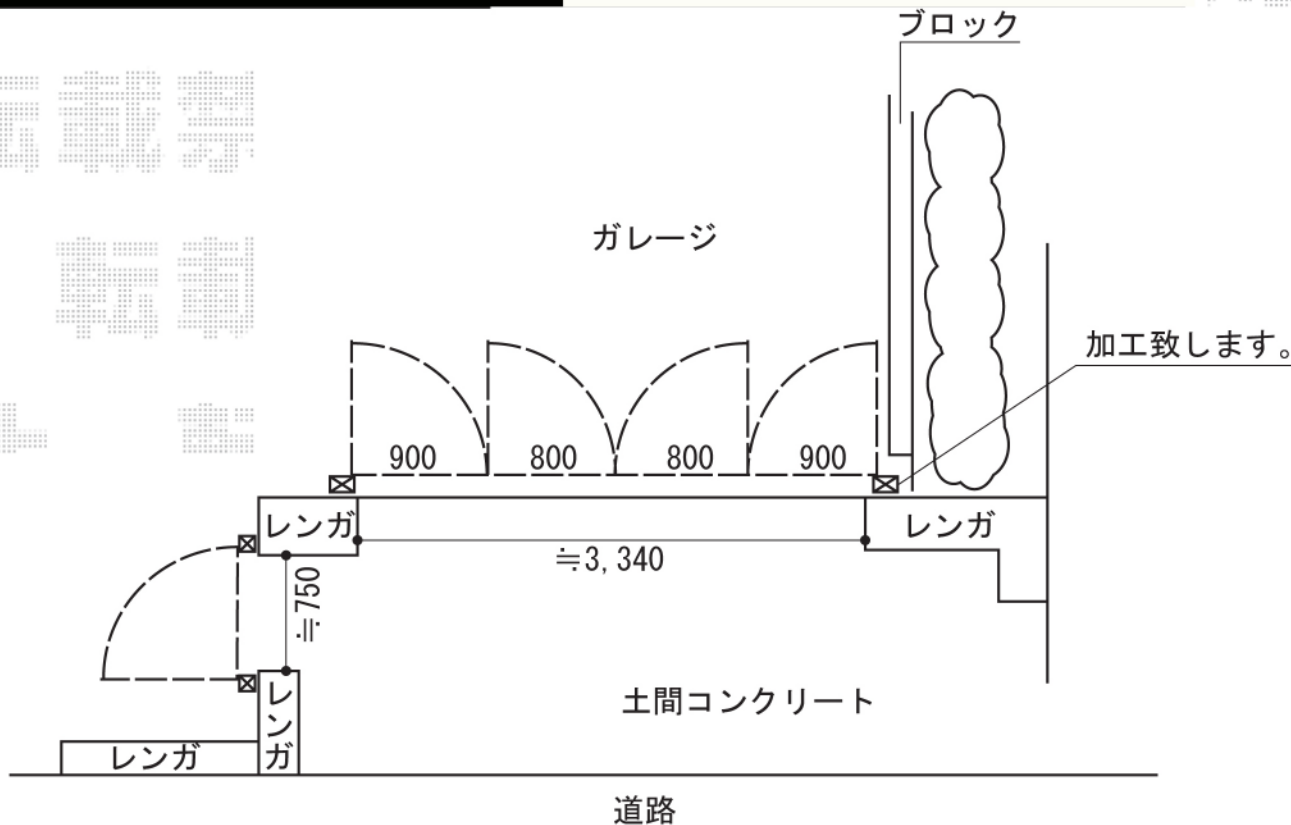 ブロック
ガレージ
加工致します。
900
800
800
900
レンガ
レンガ
≒3,340
≒750
土間コンクリート
レンガ
レンガ
道路